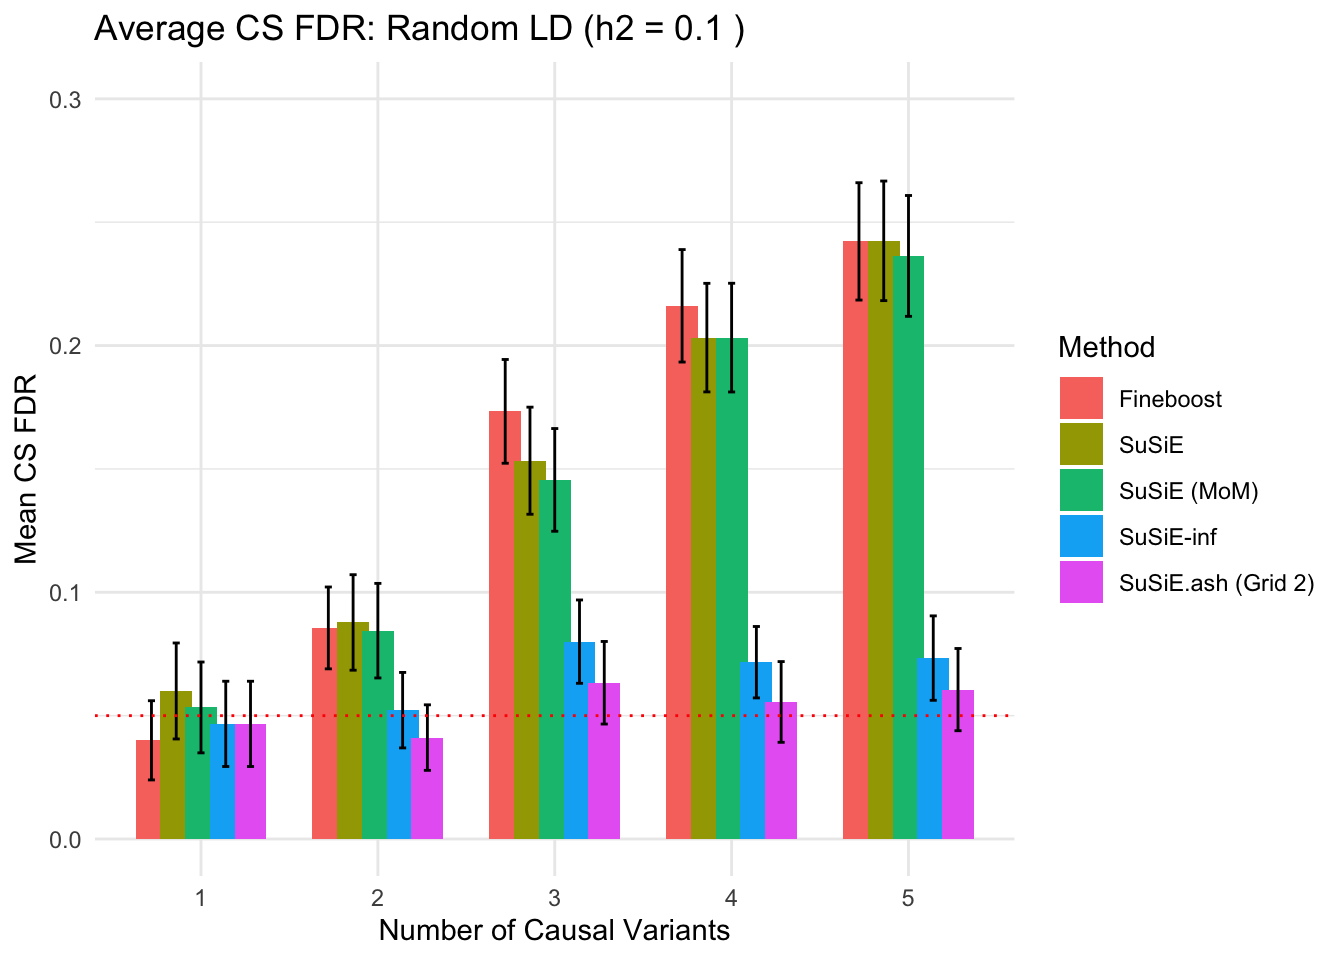 Average CS FDR: Random LD (h2 = 0.1 )
Mean CS FDR
0.3
0.2
0.1
0.0
1 2 3 4 5
Number of Causal Variants
Method
Fineboost
SuSiE
SuSiE (MoM)
SuSiE-inf
SuSiE.ash (Grid 2)